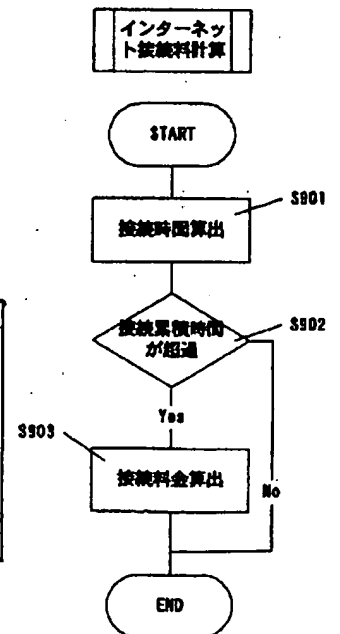 インターネッ
ト接続料計算
START
S901
接続時間算出
S902
接続累積時間
が超過
Yes
S903
接続料金算出
No
END